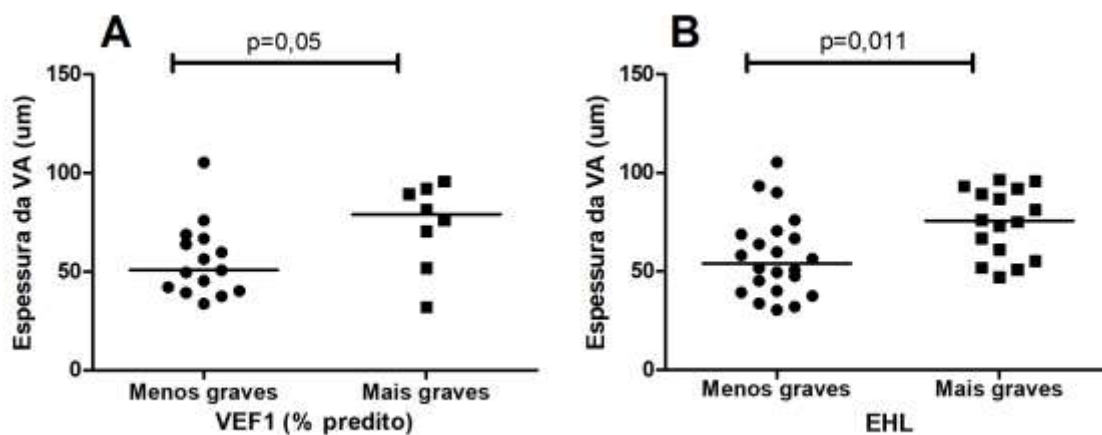 A
p=0,05
150
100
50
0
Espessura da VA (um)
Menos graves
Mais graves
VEF1 (% predito)
B
p=0,011
150
100
50
0
Espessura da VA (um)
Menos graves
Mais graves
EHL